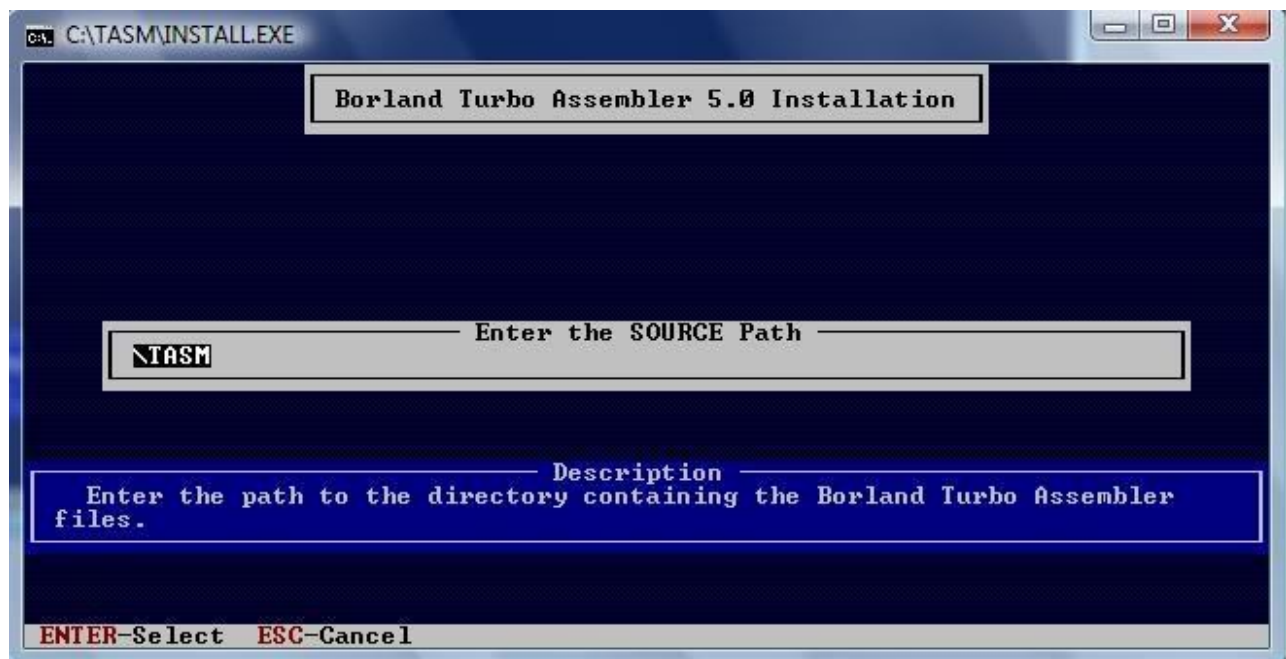 C:\TASM\INSTALL.EXE
Borland Turbo Assembler 5.0 Installation
Enter the SOURCE Path
\TASM
Description
Enter the path to the directory containing the Borland Turbo Assembler
files.
ENTER-Select ESC-Cancel